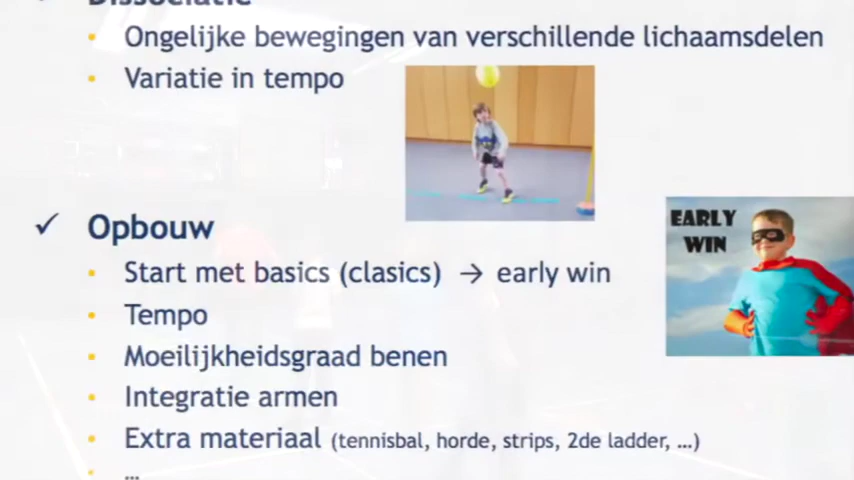 Dissociatie
Ongelijke bewegingen van verschillende lichaamsdelen
Variatie in tempo
✓ Opbouw
Start met basics (clasics) → early win
Tempo
Moeilijkheidsgraad benen
Integratie armen
Extra materiaal (tennisbal, horde, strips, 2de ladder, ...)
...
EARLY
WIN